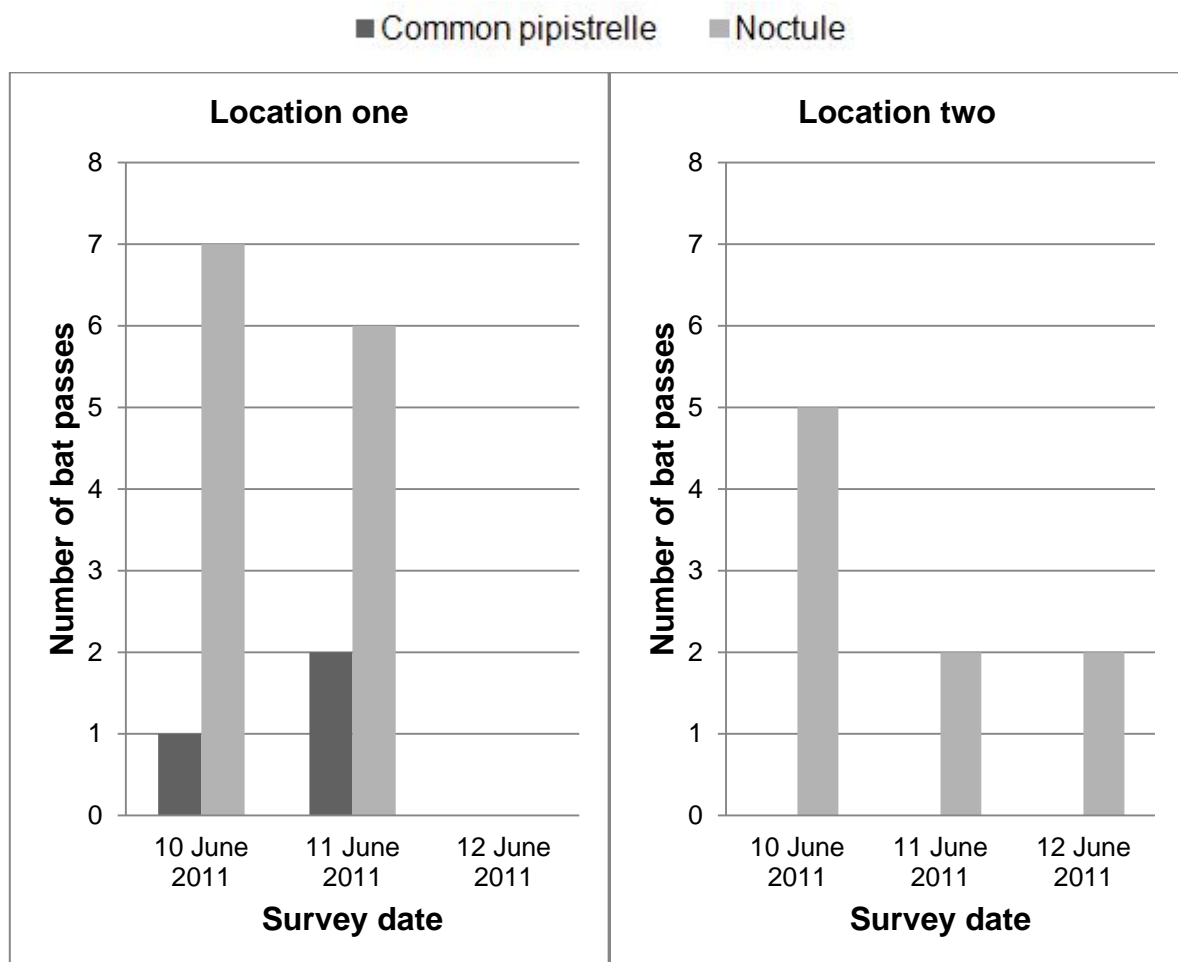 Common pipistrelle Noctule
Location one
Number of bat passes
8
7
6
5
4
3
2
1
0
10 June 11 June 12 June
2011 2011 2011
Survey date
Location two
Number of bat passes
8
7
6
5
4
3
2
1
0
10 June 11 June 12 June
2011 2011 2011
Survey date